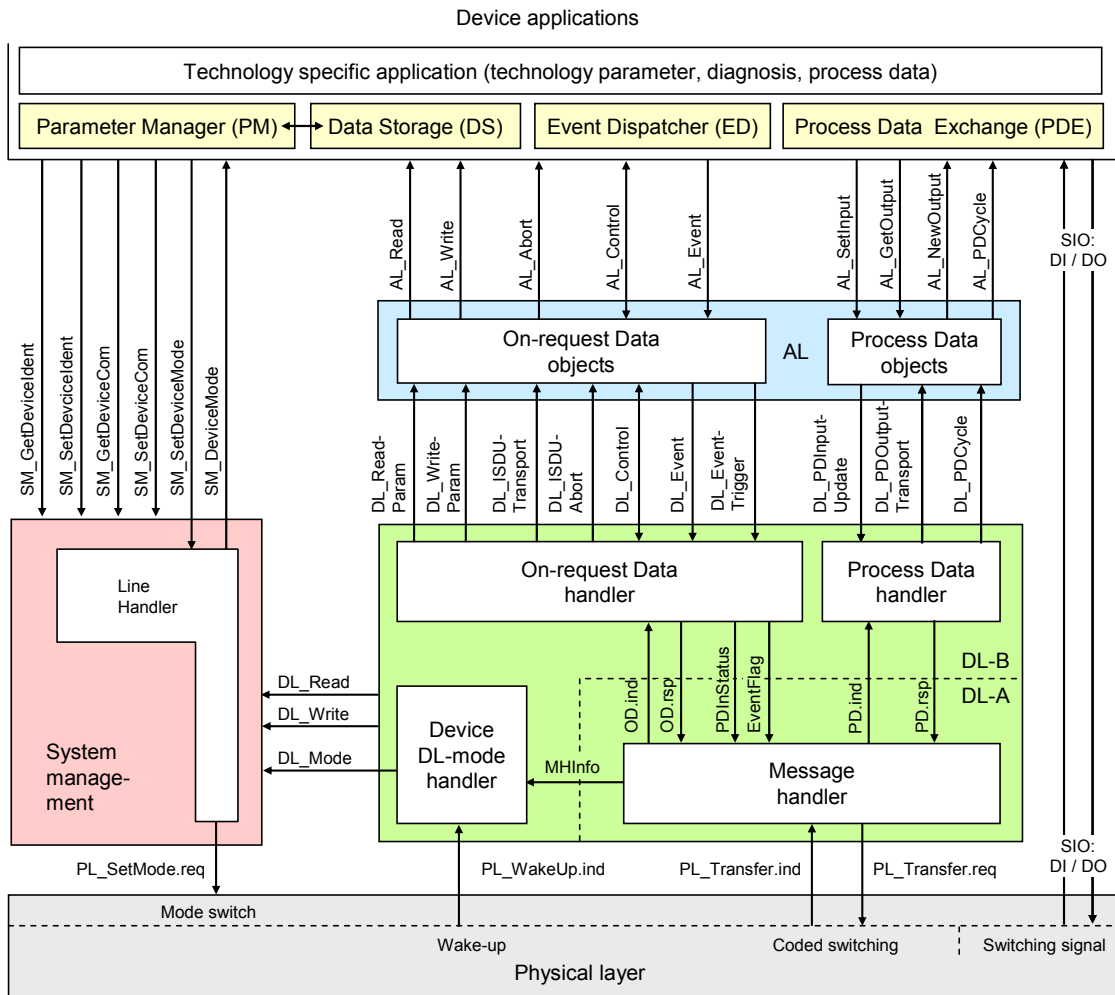 Device applications
Technology specific application (technology parameter, diagnosis, process data)
Parameter Manager (PM)
Data Storage (DS)
Event Dispatcher (ED)
Process Data Exchange (PDE)
AL_Read
AL_Write
AL_Abort
AL_Control
AL_Event
AL_SetInput
AL_GetOutput
AL_NewOutput
AL_PDCycle
SIO:
DI / DO
On-request Data
objects
AL
Process Data
objects
SM_GetDeviceIdent
SM_SetDevciceIdent
SM_GetDeviceCom
SM_SetDeviceCom
SM_SetDeviceMode
SM_DeviceMode
DL_Read-
Param
DL_Write-
Param
DL_ISDU-
Transport
DL_ISDU-
Abort
DL_Control
DL_Event
DL_Event-
Trigger
DL_PDInput-
Update
DL_PDOutput-
Transport
DL_PDCycle
Line
Handler
On-request Data
handler
Process Data
handler
DL_Read
DL_Write
DL_Mode
OD.ind
OD.rsp
PDInStatus
EventFlag
PD.ind
PD.rsp
DL-B
DL-A
System
manage-
ment
Device
DL-mode
handler
MHInfo
Message
handler
PL_SetMode.req
PL_WakeUp.ind
PL_Transfer.ind
PL_Transfer.req
SIO:
DI / DO
Mode switch
Wake-up
Coded switching
Switching signal
Physical layer